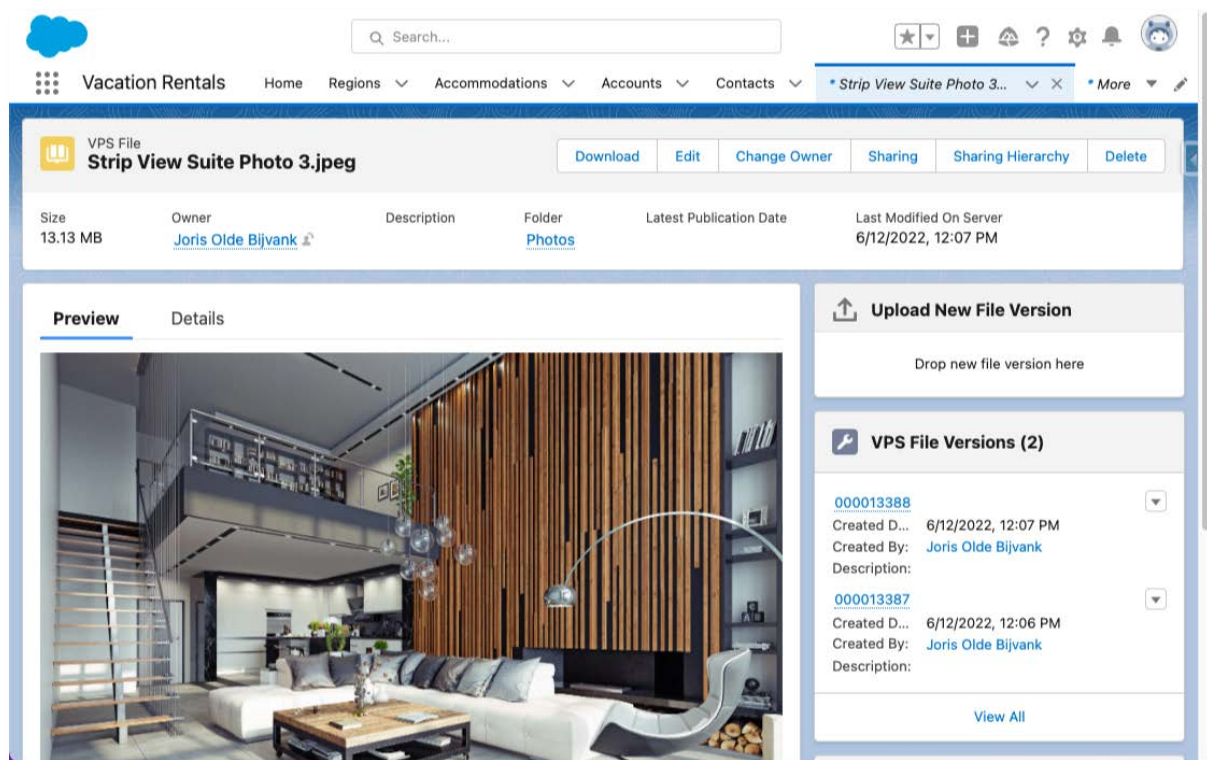 Search...
Vacation Rentals Home Regions Accommodations Accounts Contacts * Strip View Suite Photo 3... * More
VPS File
Strip View Suite Photo 3.jpeg
Download Edit Change Owner Sharing Sharing Hierarchy Delete
Size Owner Description Folder Latest Publication Date Last Modified On Server
13.13 MB Joris Olde Bijvank Photos 6/12/2022, 12:07 PM
Preview Details
Upload New File Version
Drop new file version here
VPS File Versions (2)
000013388
Created D... 6/12/2022, 12:07 PM
Created By: Joris Olde Bijvank
Description:
000013387
Created D... 6/12/2022, 12:06 PM
Created By: Joris Olde Bijvank
Description:
View All